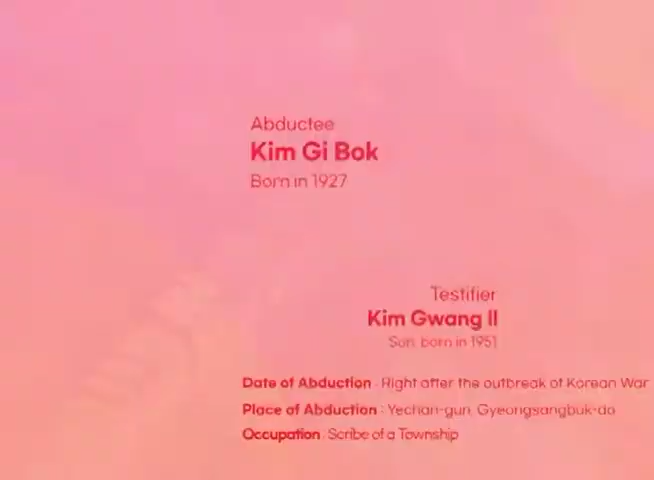 Abductee
Kim Gi Bok
Born in 1927
Testifier
Kim Gwang Il
Son, born in 1951
Date of Abduction : Right after the outbreak of Korean War
Place of Abduction : Yechan-gun, Gyeongsangbuk-do
Occupation : Scribe of a Township